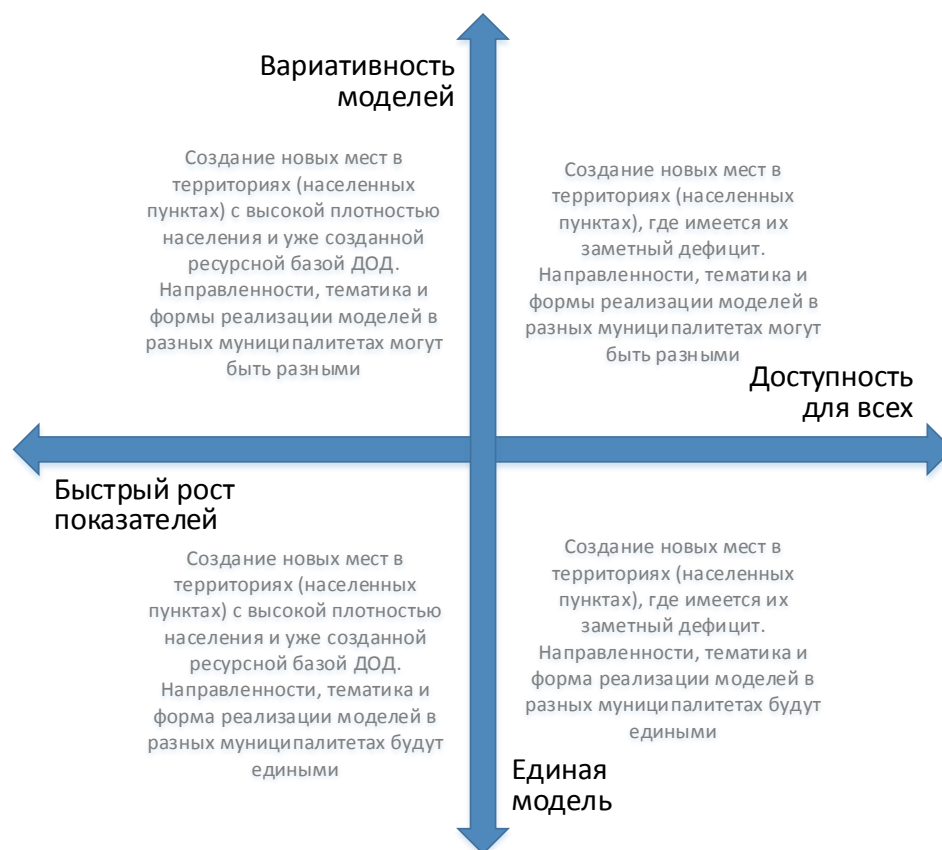 Вариативность
моделей
Создание новых мест в
территориях (населенных
пунктах) с высокой плотностью
населения и уже созданной
ресурсной базой ДОД.
Направленности, тематика и
формы реализации моделей в
разных муниципалитетах могут
быть разными
Создание новых мест в
территориях (населенных
пунктах), где имеется их
заметный дефицит.
Направленности, тематика и
формы реализации моделей в
разных муниципалитетах могут
быть разными
Доступность
для всех
Быстрый рост
показателей
Создание новых мест в
территориях (населенных
пунктах) с высокой плотностью
населения и уже созданной
ресурсной базой ДОД.
Направленности, тематика и
форма реализации моделей в
разных муниципалитетах будут
едиными
Создание новых мест в
территориях (населенных
пунктах), где имеется их
заметный дефицит.
Направленности, тематика и
форма реализации моделей в
разных муниципалитетах будут
едиными
Единая
модель